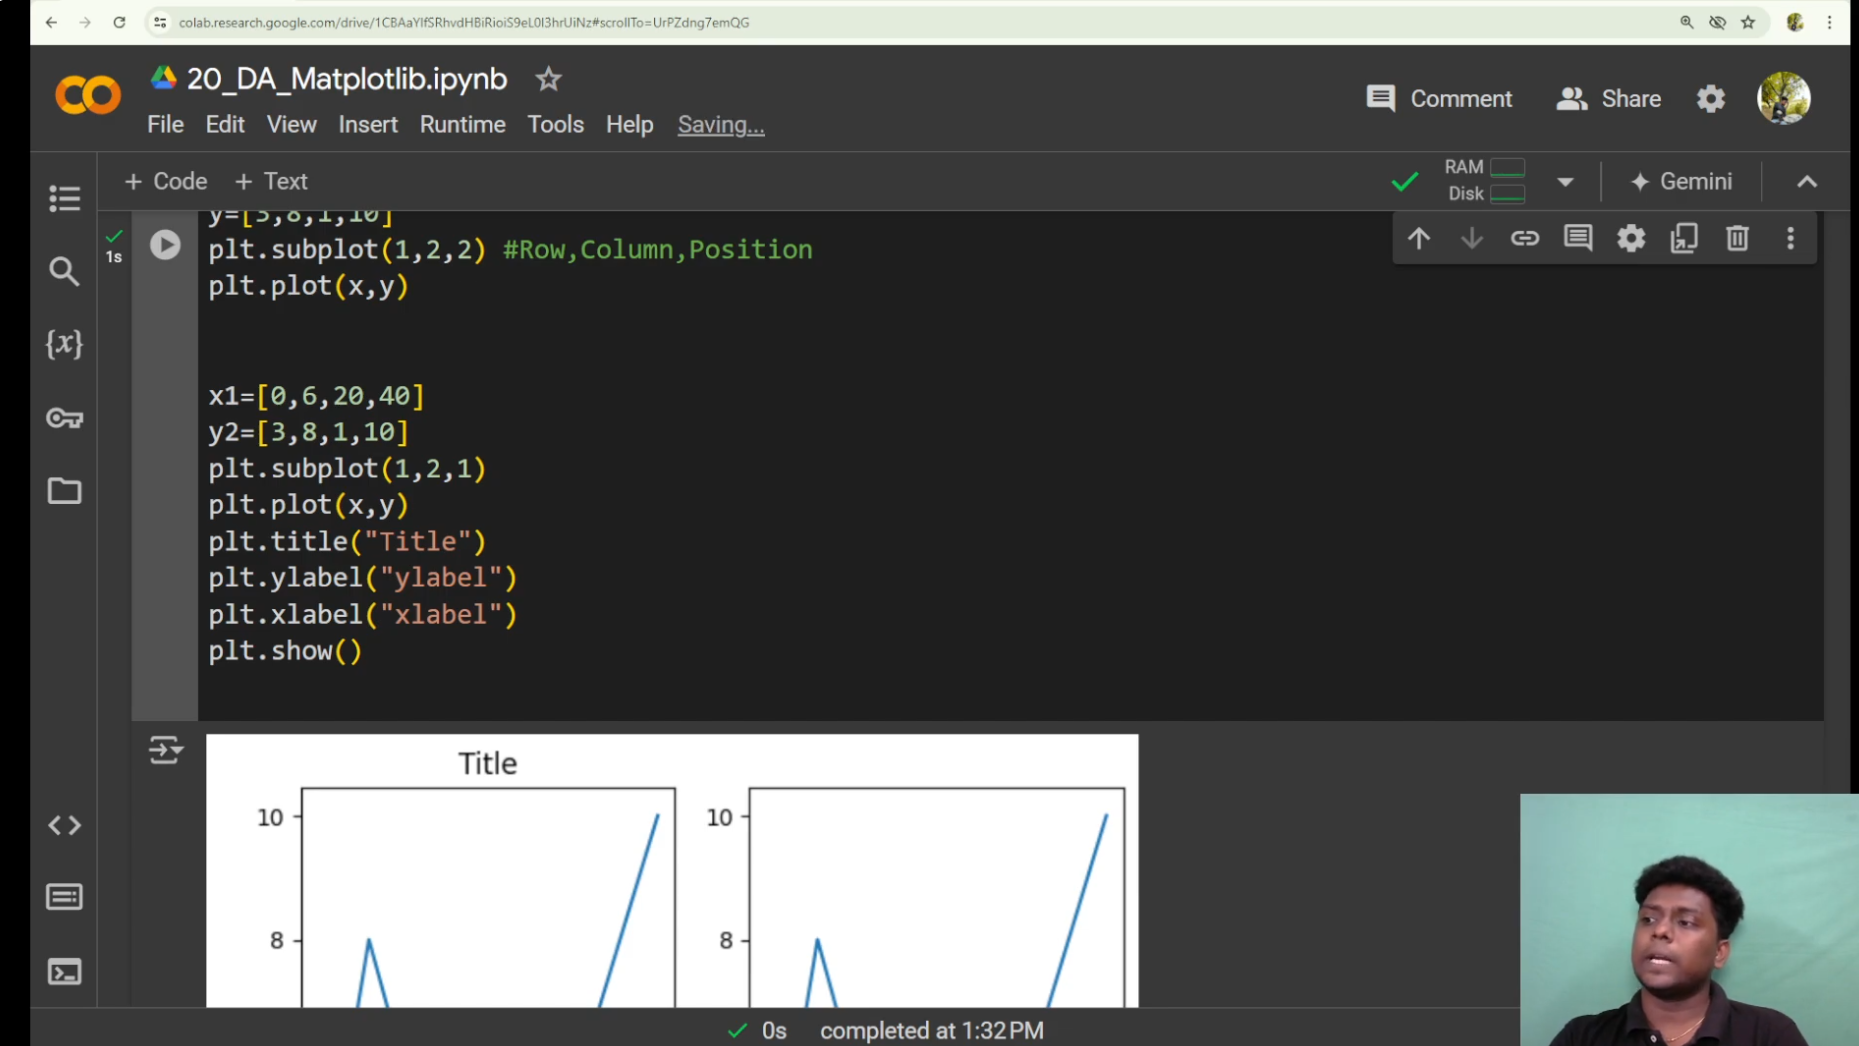 colab.research.google.com/drive/1CBAaYlfSRhvdHBiRioiS9eL0I3hrUiNz#scrollTo=UrPZdng7emQG
20_DA_Matplotlib.ipynb
Comment
Share
File Edit View Insert Runtime Tools Help Saving...
+ Code + Text
RAM
Disk
Gemini
1s
y=[3,8,1,10]
plt.subplot(1,2,2) #Row,Column,Position
plt.plot(x,y)
x1=[0,6,20,40]
y2=[3,8,1,10]
plt.subplot(1,2,1)
plt.plot(x,y)
plt.title("Title")
plt.ylabel("ylabel")
plt.xlabel("xlabel")
plt.show()
Title
10 10
8 8
0s completed at 1:32 PM